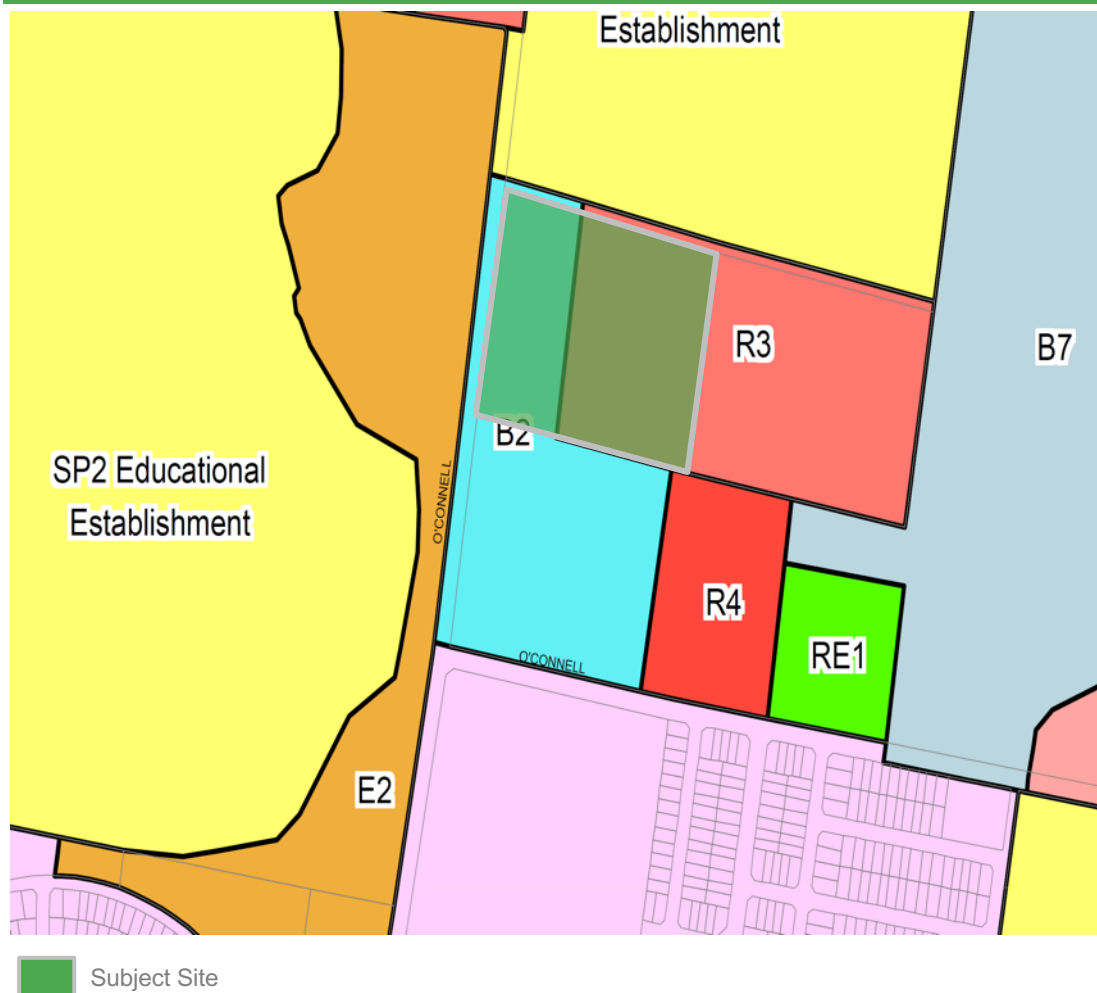 Establishment
R3
B7
B2
SP2 Educational
Establishment
O'CONNELL
R4
RE1
O'CONNELL
E2
Subject Site